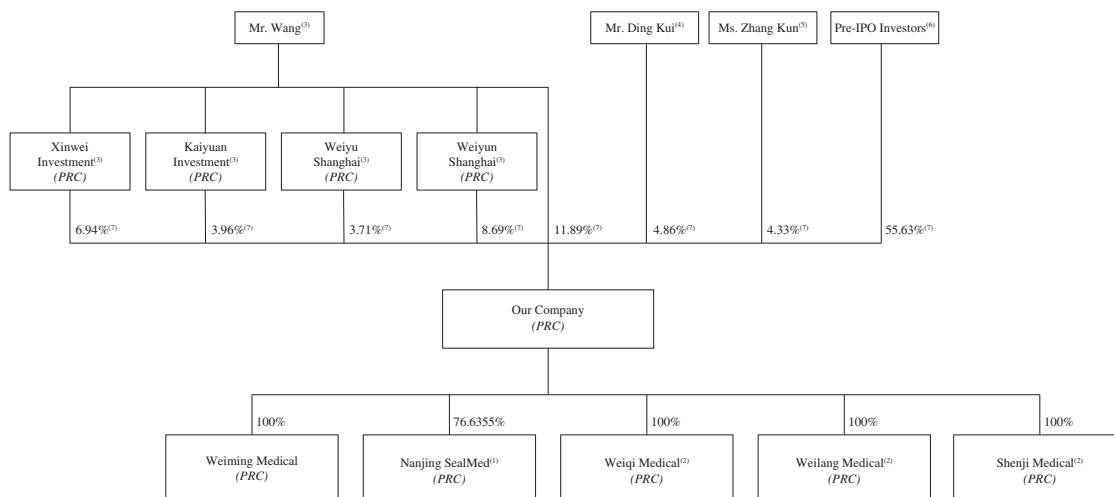 Mr. Wang(3)
Mr. Ding Kui(4)
Ms. Zhang Kun(5)
Pre-IPO Investors(6)
Xinwei
Investment(3)
(PRC)
Kaiyuan
Investment(3)
(PRC)
Weiyu
Shanghai(3)
(PRC)
Weiyun
Shanghai(3)
(PRC)
6.94%(7)
3.96%(7)
3.71%(7)
8.69%(7)
11.89%(7)
4.86%(7)
4.33%(7)
55.63%(7)
Our Company
(PRC)
100%
76.6355%
100%
100%
100%
Weiming Medical
(PRC)
Nanjing SealMed(1)
(PRC)
Weiqi Medical(2)
(PRC)
Weilang Medical(2)
(PRC)
Shenji Medical(2)
(PRC)